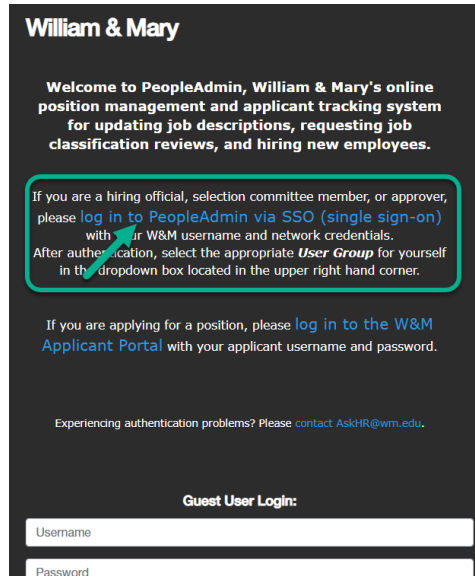 William & Mary
Welcome to PeopleAdmin, William & Mary's online
position management and applicant tracking system
for updating job descriptions, requesting job
classification reviews, and hiring new employees.
If you are a hiring official, selection committee member, or approver,
please log in to PeopleAdmin via SSO (single sign-on)
with your W&M username and network credentials.
After authentication, select the appropriate User Group for yourself
in the dropdown box located in the upper right hand corner.
If you are applying for a position, please log in to the W&M
Applicant Portal with your applicant username and password.
Experiencing authentication problems? Please contact AskHR@wm.edu.
Guest User Login:
Username
Password